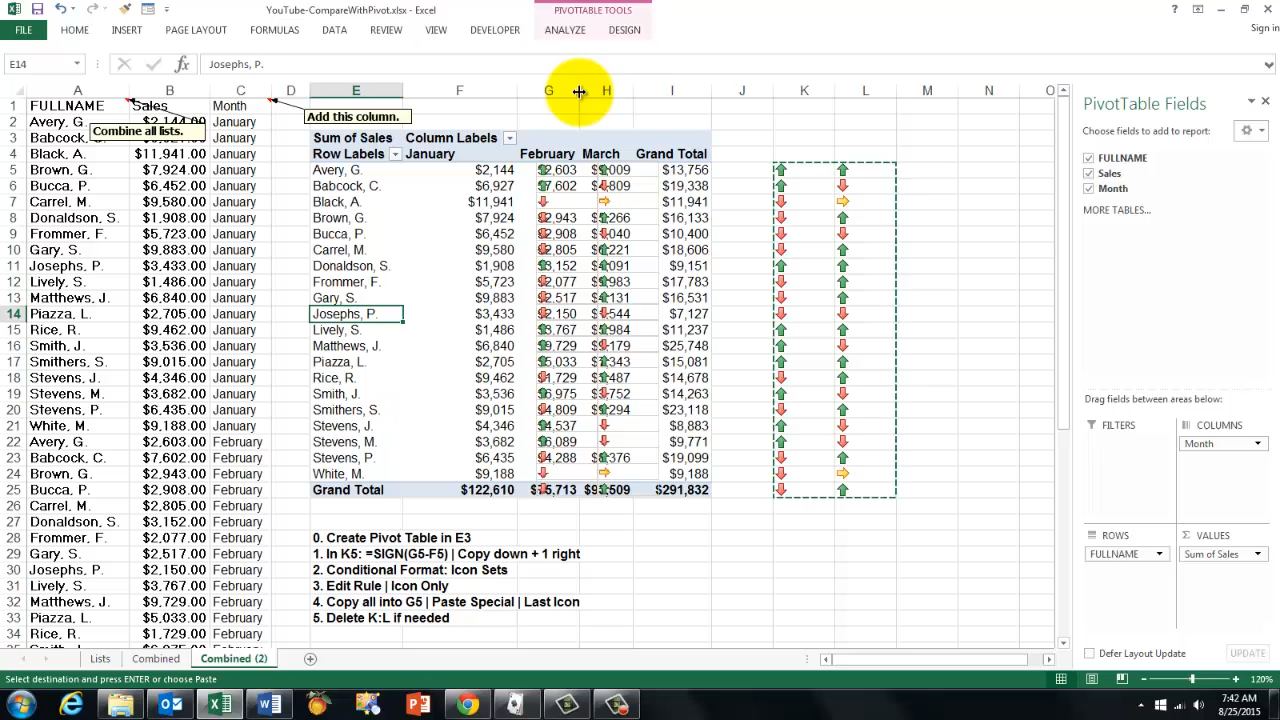 YouTube-CompareWithPivot.xlsx - Excel
PIVOTTABLE TOOLS
Sign in
FILE HOME INSERT PAGE LAYOUT FORMULAS DATA REVIEW VIEW DEVELOPER ANALYZE DESIGN
E14 fx Josephs, P.
A B C D E F G H I J K L M N O
1 FULLNAME Sales Month
Add this column.
2 Avery, G. $2,144.00 January
Combine all lists.
3 Babcock, January Sum of Sales Column Labels
4 Black, A. $11,941.00 January Row Labels January February March Grand Total
5 Brown, G. $7,924.00 January Avery, G. $2,144 $2,603 $9,009 $13,756
6 Bucca, P. $6,452.00 January Babcock, C. $6,927 $7,602 $4,809 $19,338
7 Carrel, M. $9,580.00 January Black, A. $11,941 $11,941
8 Donaldson, S. $1,908.00 January Brown, G. $7,924 $2,943 $5,266 $16,133
9 Frommer, F. $5,723.00 January Bucca, P. $6,452 $2,908 $1,040 $10,400
10 Gary, S. $9,883.00 January Carrel, M. $9,580 $2,805 $6,221 $18,606
11 Josephs, P. $3,433.00 January Donaldson, S. $1,908 $3,152 $4,091 $9,151
12 Lively, S. $1,486.00 January Frommer, F. $5,723 $2,077 $9,983 $17,783
13 Matthews, J. $6,840.00 January Gary, S. $9,883 $2,517 $4,131 $16,531
14 Piazza, L. $2,705.00 January Josephs, P. $3,433 $2,150 $1,544 $7,127
15 Rice, R. $9,462.00 January Lively, S. $1,486 $3,767 $5,984 $11,237
16 Smith, J. $3,536.00 January Matthews, J. $6,840 $9,729 $9,179 $25,748
17 Smithers, S. $9,015.00 January Piazza, L. $2,705 $5,033 $7,343 $15,081
18 Stevens, J. $4,346.00 January Rice, R. $9,462 $1,729 $3,487 $14,678
19 Stevens, M. $3,682.00 January Smith, J. $3,536 $6,975 $3,752 $14,263
20 Stevens, P. $6,435.00 January Smithers, S. $9,015 $4,809 $9,294 $23,118
21 White, M. $9,188.00 January Stevens, J. $4,346 $4,537 $8,883
22 Avery, G. $2,603.00 February Stevens, M. $3,682 $6,089 $9,771
23 Babcock, C. $7,602.00 February Stevens, P. $6,435 $4,288 $8,376 $19,099
24 Brown, G. $2,943.00 February White, M. $9,188 $9,188
25 Bucca, P. $2,908.00 February Grand Total $122,610 $75,713 $93,509 $291,832
26 Carrel, M. $2,805.00 February
27 Donaldson, S. $3,152.00 February
28 Frommer, F. $2,077.00 February 0. Create Pivot Table in E3
29 Gary, S. $2,517.00 February 1. In K5: =SIGN(G5-F5) | Copy down + 1 right
30 Josephs, P. $2,150.00 February 2. Conditional Format: Icon Sets
31 Lively, S. $3,767.00 February 3. Edit Rule | Icon Only
32 Matthews, J. $9,729.00 February 4. Copy all into G5 | Paste Special | Last Icon
33 Piazza, L. $5,033.00 February 5. Delete K:L if needed
34 Rice, R. $1,729.00 February
Lists Combined Combined (2)
Select destination and press ENTER or choose Paste
120%
PivotTable Fields
Choose fields to add to report:
FULLNAME
Sales
Month
MORE TABLES...
Drag fields between areas below:
FILTERS COLUMNS
Month
ROWS VALUES
FULLNAME Sum of Sales
Defer Layout Update UPDATE
7:42 AM
8/25/2015